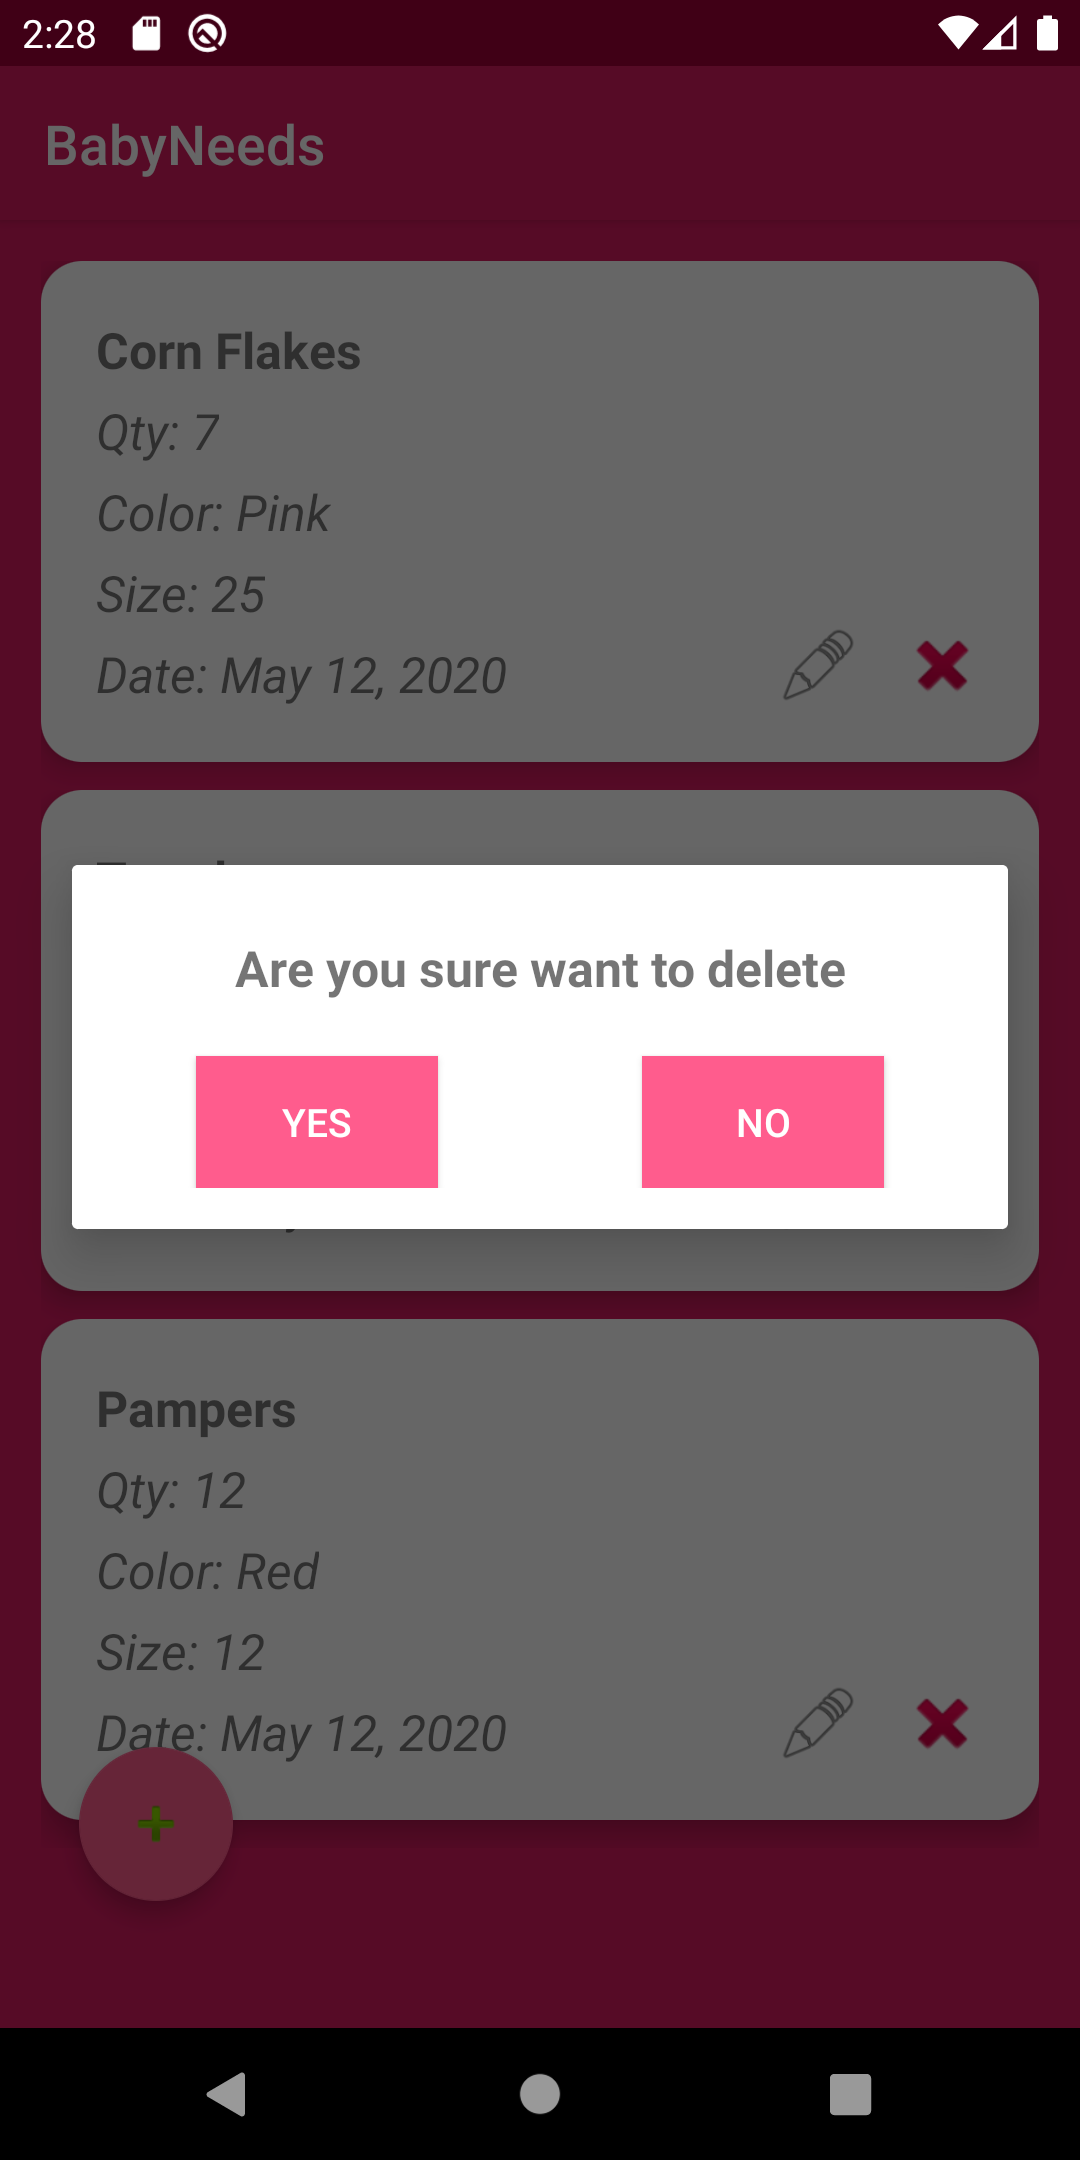 2:28
BabyNeeds
Corn Flakes
Qty: 7
Color: Pink
Size: 25
Date: May 12, 2020
Are you sure want to delete
YES NO
Pampers
Qty: 12
Color: Red
Size: 12
Date: May 12, 2020